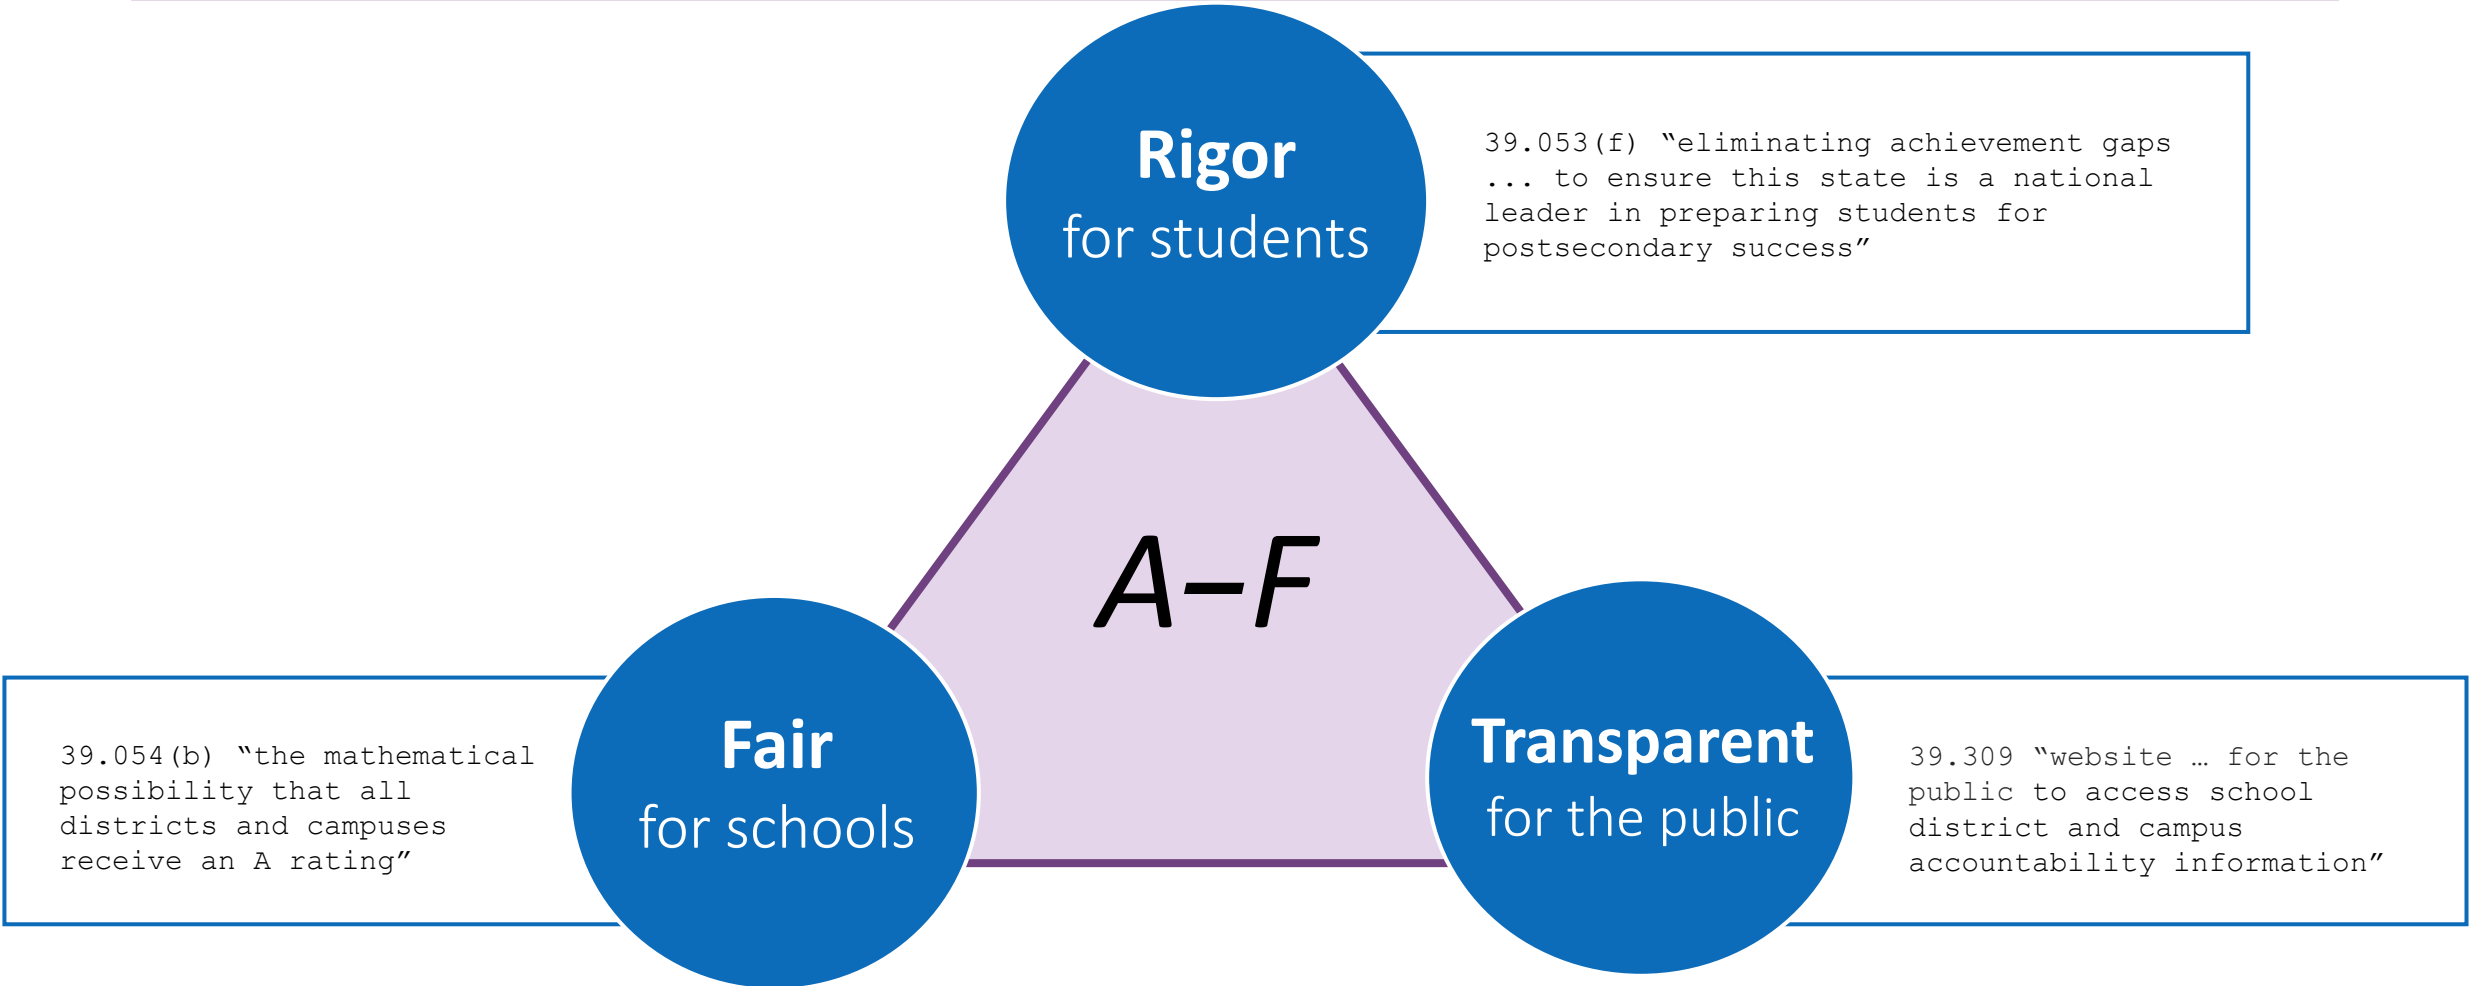 Rigor
for students
39.053(f) “eliminating achievement gaps
... to ensure this state is a national
leader in preparing students for
postsecondary success”
A–F
Fair
for schools
39.054(b) “the mathematical
possibility that all
districts and campuses
receive an A rating”
Transparent
for the public
39.309 “website … for the
public to access school
district and campus
accountability information”